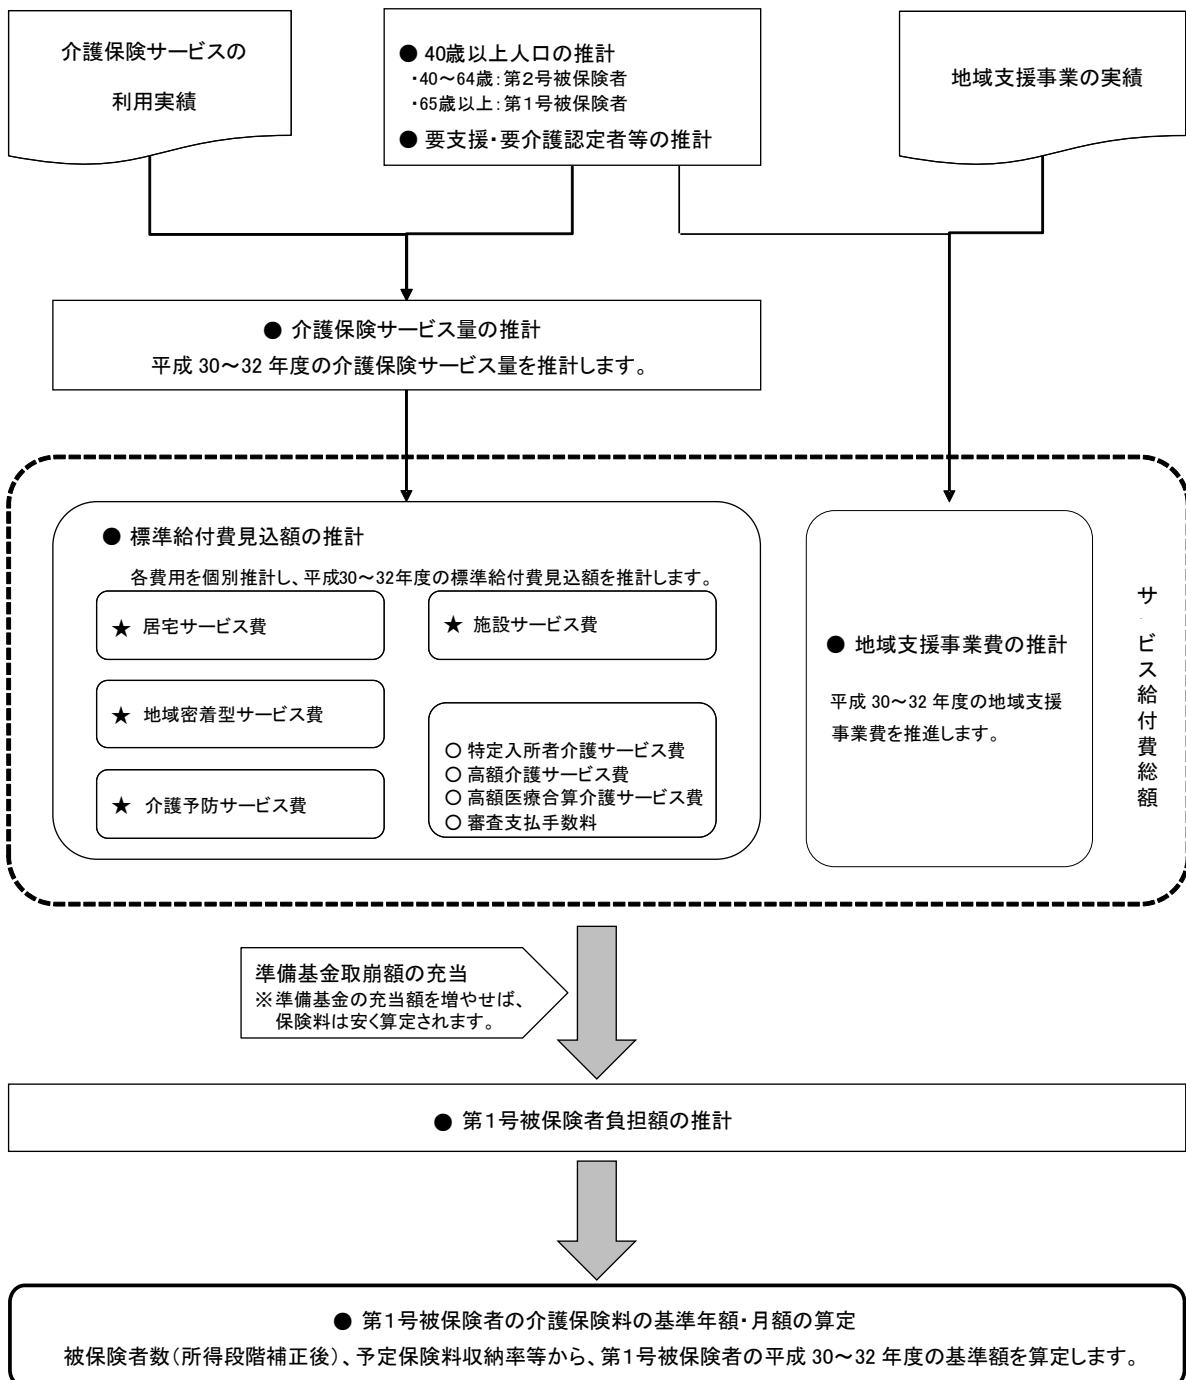 介護保険サービスの
利用実績
● 40歳以上人口の推計
・40～64歳：第２号被保険者
・65歳以上：第１号被保険者
● 要支援・要介護認定者等の推計
地域支援事業の実績
● 介護保険サービス量の推計
平成 30～32 年度の介護保険サービス量を推計します。
● 標準給付費見込額の推計
各費用を個別推計し、平成30～32年度の標準給付費見込額を推計します。
★ 居宅サービス費
★ 施設サービス費
★ 地域密着型サービス費
★ 介護予防サービス費
○ 特定入所者介護サービス費
○ 高額介護サービス費
○ 高額医療合算介護サービス費
○ 審査支払手数料
● 地域支援事業費の推計
平成 30～32 年度の地域支援
事業費を推進します。
サービス給付費総額
準備基金取崩額の充当
※準備基金の充当額を増やせば、
保険料は安く算定されます。
● 第１号被保険者負担額の推計
● 第１号被保険者の介護保険料の基準年額・月額の算定
被保険者数（所得段階補正後）、予定保険料収納率等から、第１号被保険者の平成 30～32 年度の基準額を算定します。